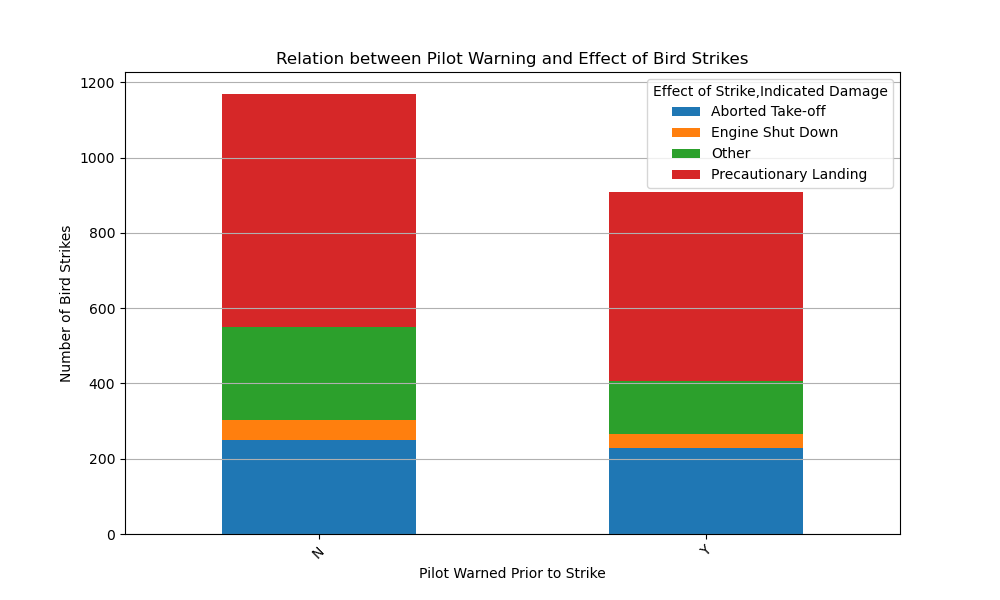 Relation between Pilot Warning and Effect of Bird Strikes
Effect of Strike,Indicated Damage
Aborted Take-off
Engine Shut Down
Other
Precautionary Landing
Number of Bird Strikes
1200
1000
800
600
400
200
0
N
Y
Pilot Warned Prior to Strike